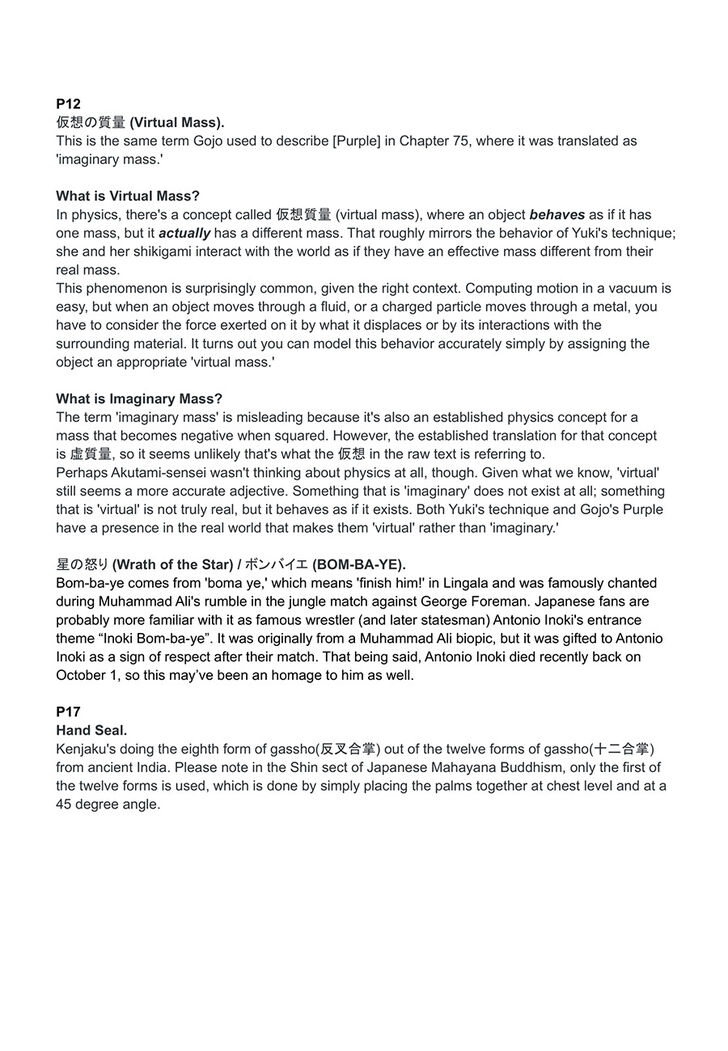 P12
仮想の質量 (Virtual Mass).
This is the same term Gojo used to describe [Purple] in Chapter 75, where it was translated as
'imaginary mass.'
What is Virtual Mass?
In physics, there's a concept called 仮想質量 (virtual mass), where an object behaves as if it has
one mass, but it actually has a different mass. That roughly mirrors the behavior of Yuki's technique;
she and her shikigami interact with the world as if they have an effective mass different from their
real mass.
This phenomenon is surprisingly common, given the right context. Computing motion in a vacuum is
easy, but when an object moves through a fluid, or a charged particle moves through a metal, you
have to consider the force exerted on it by what it displaces or by its interactions with the
surrounding material. It turns out you can model this behavior accurately simply by assigning the
object an appropriate 'virtual mass.'
What is Imaginary Mass?
The term 'imaginary mass' is misleading because it's also an established physics concept for a
mass that becomes negative when squared. However, the established translation for that concept
is 虚質量, so it seems unlikely that's what the 仮想 in the raw text is referring to.
Perhaps Akutami-sensei wasn't thinking about physics at all, though. Given what we know, 'virtual'
still seems a more accurate adjective. Something that is 'imaginary' does not exist at all; something
that is 'virtual' is not truly real, but it behaves as if it exists. Both Yuki's technique and Gojo's Purple
have a presence in the real world that makes them 'virtual' rather than 'imaginary.'
星の怒り (Wrath of the Star) / ボンバイエ (BOM-BA-YE).
Bom-ba-ye comes from 'boma ye,' which means 'finish him!' in Lingala and was famously chanted
during Muhammad Ali's rumble in the jungle match against George Foreman. Japanese fans are
probably more familiar with it as famous wrestler (and later statesman) Antonio Inoki's entrance
theme “Inoki Bom-ba-ye”. It was originally from a Muhammad Ali biopic, but it was gifted to Antonio
Inoki as a sign of respect after their match. That being said, Antonio Inoki died recently back on
October 1, so this may’ve been an homage to him as well.
P17
Hand Seal.
Kenjaku's doing the eighth form of gassho(反叉合掌) out of the twelve forms of gassho(十二合掌)
from ancient India. Please note in the Shin sect of Japanese Mahayana Buddhism, only the first of
the twelve forms is used, which is done by simply placing the palms together at chest level and at a
45 degree angle.